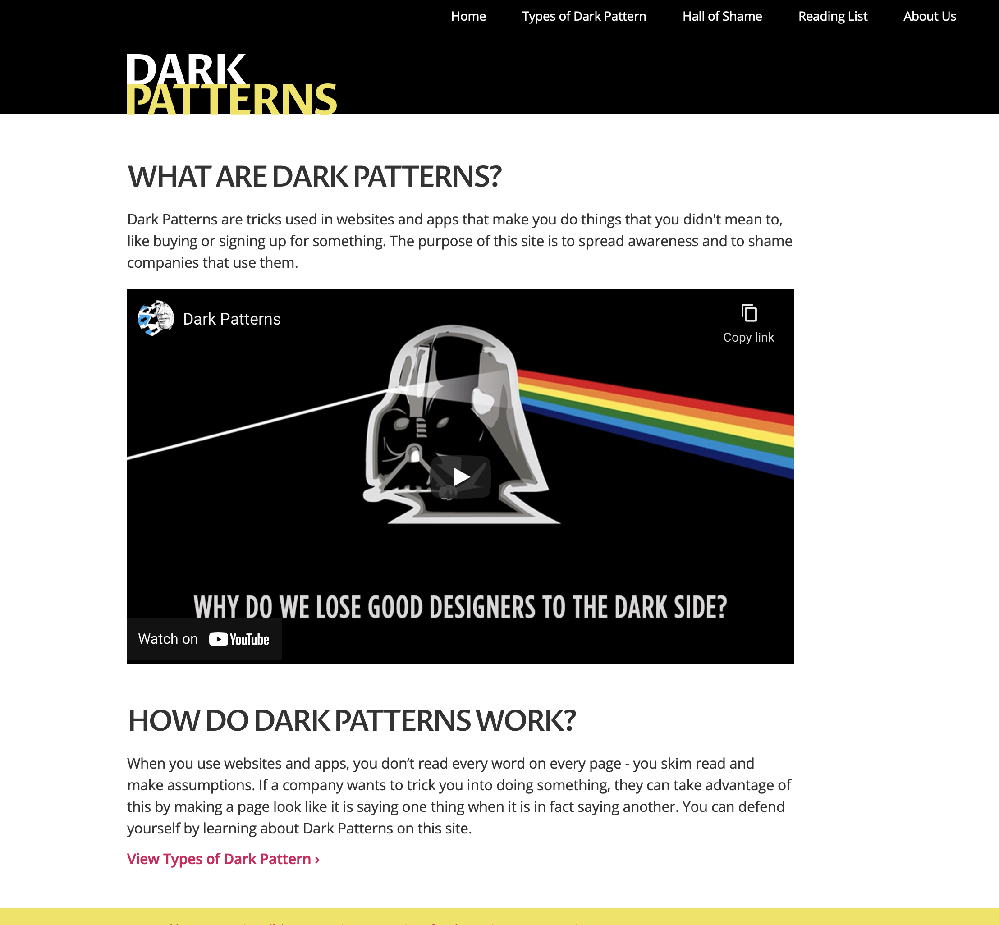 Home Types of Dark Pattern Hall of Shame Reading List About Us
DARK
PATTERNS
WHAT ARE DARK PATTERNS?
Dark Patterns are tricks used in websites and apps that make you do things that you didn't mean to,
like buying or signing up for something. The purpose of this site is to spread awareness and to shame
companies that use them.
Dark Patterns
Copy link
WHY DO WE LOSE GOOD DESIGNERS TO THE DARK SIDE?
Watch on YouTube
HOW DO DARK PATTERNS WORK?
When you use websites and apps, you don’t read every word on every page - you skim read and
make assumptions. If a company wants to trick you into doing something, they can take advantage of
this by making a page look like it is saying one thing when it is in fact saying another. You can defend
yourself by learning about Dark Patterns on this site.
View Types of Dark Pattern ›